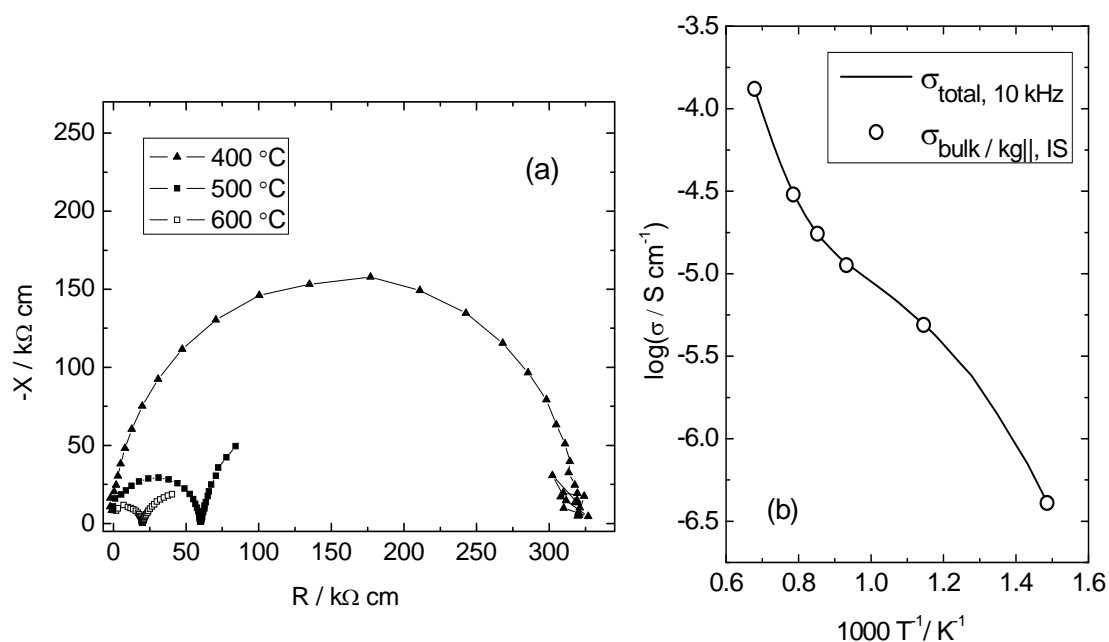 250
200
150
100
50
0
-X / kΩ cm
400 °C
500 °C
600 °C
(a)
0 50 100 150 200 250 300
R / kΩ cm
-4.0
-4.5
-5.0
-5.5
-6.0
-6.5
log(σ / S cm⁻¹)
σtotal, 10 kHz
σbulk / kg||, IS
(b)
0.6 0.8 1.0 1.2 1.4 1.6
1000 T⁻¹/ K⁻¹